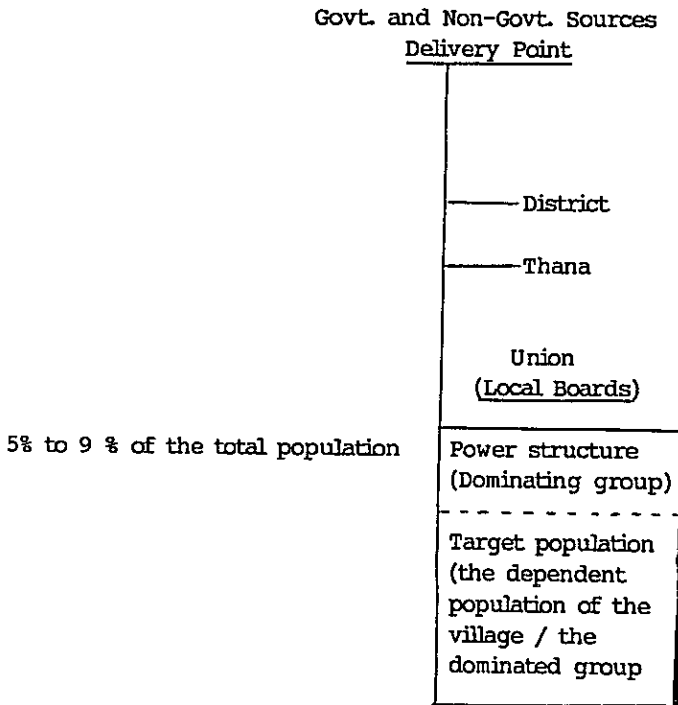 Govt. and Non-Govt. Sources
Delivery Point
District
Thana
Union
(Local Boards)
5% to 9 % of the total population
Power structure
(Dominating group)
Target population
(the dependent
population of the
village / the
dominated group